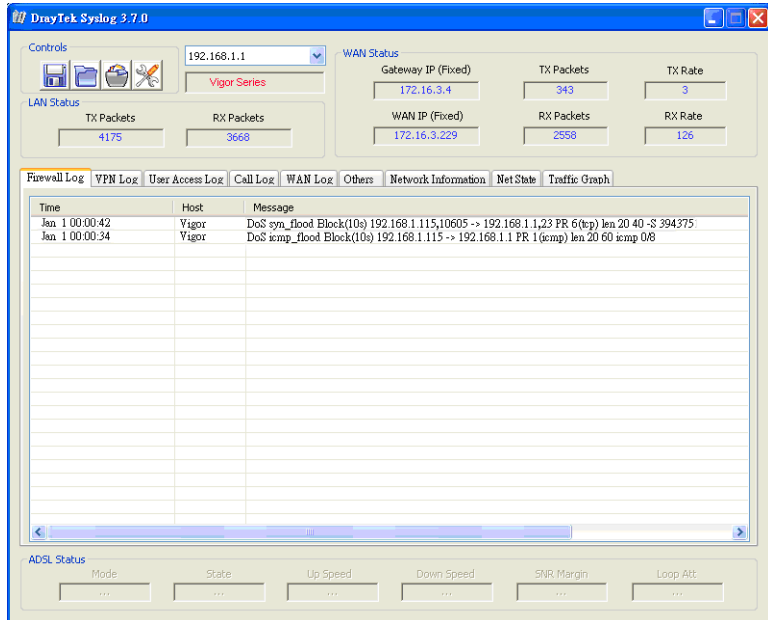 DrayTek Syslog 3.7.0
Controls
192.168.1.1
Vigor Series
LAN Status
TX Packets RX Packets
4175 3668
WAN Status
Gateway IP (Fixed) TX Packets TX Rate
172.16.3.4 343 3
WAN IP (Fixed) RX Packets RX Rate
172.16.3.229 2558 126
Firewall Log VPN Log User Access Log Call Log WAN Log Others Network Information Net State Traffic Graph
Time Host Message
Jan 1 00:00:42 Vigor DoS syn_flood Block(10s) 192.168.1.115,10605 -> 192.168.1.1,23 PR 6(tcp) len 20 40 -S 394375
Jan 1 00:00:34 Vigor DoS icmp_flood Block(10s) 192.168.1.115 -> 192.168.1.1 PR 1(icmp) len 20 60 icmp 0/8
ADSL Status
Mode State Up Speed Down Speed SNR Margin Loop Att
... ... ... ... ... ...